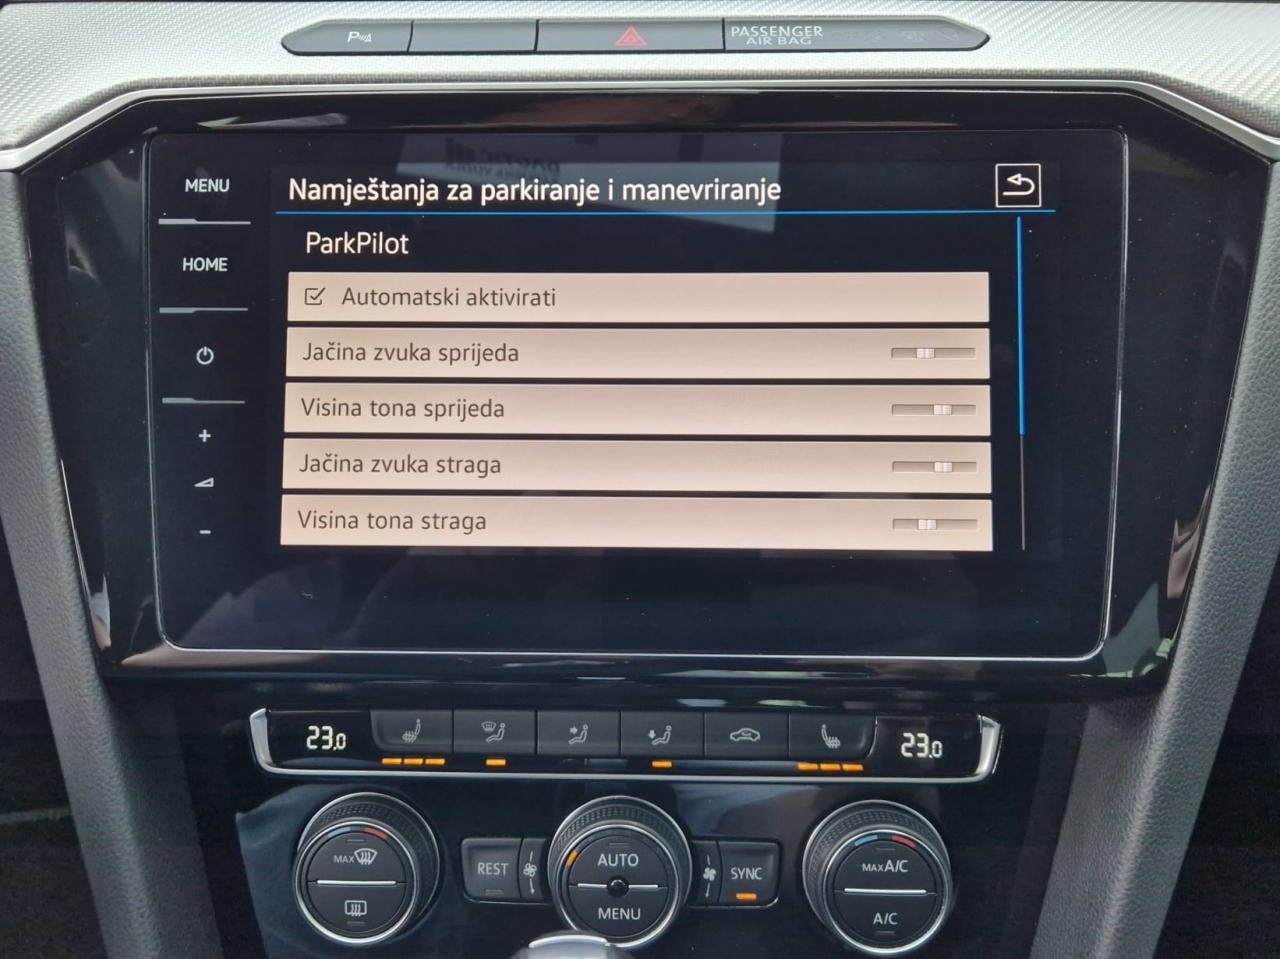 PASSENGER
AIR BAG
MENU
HOME
Namještanja za parkiranje i manevriranje
ParkPilot
Automatski aktivirati
Jačina zvuka sprijeda
Visina tona sprijeda
Jačina zvuka straga
Visina tona straga
+
-
23.0
23.0
MAX
REST
AUTO
MENU
SYNC
MAX A/C
A/C